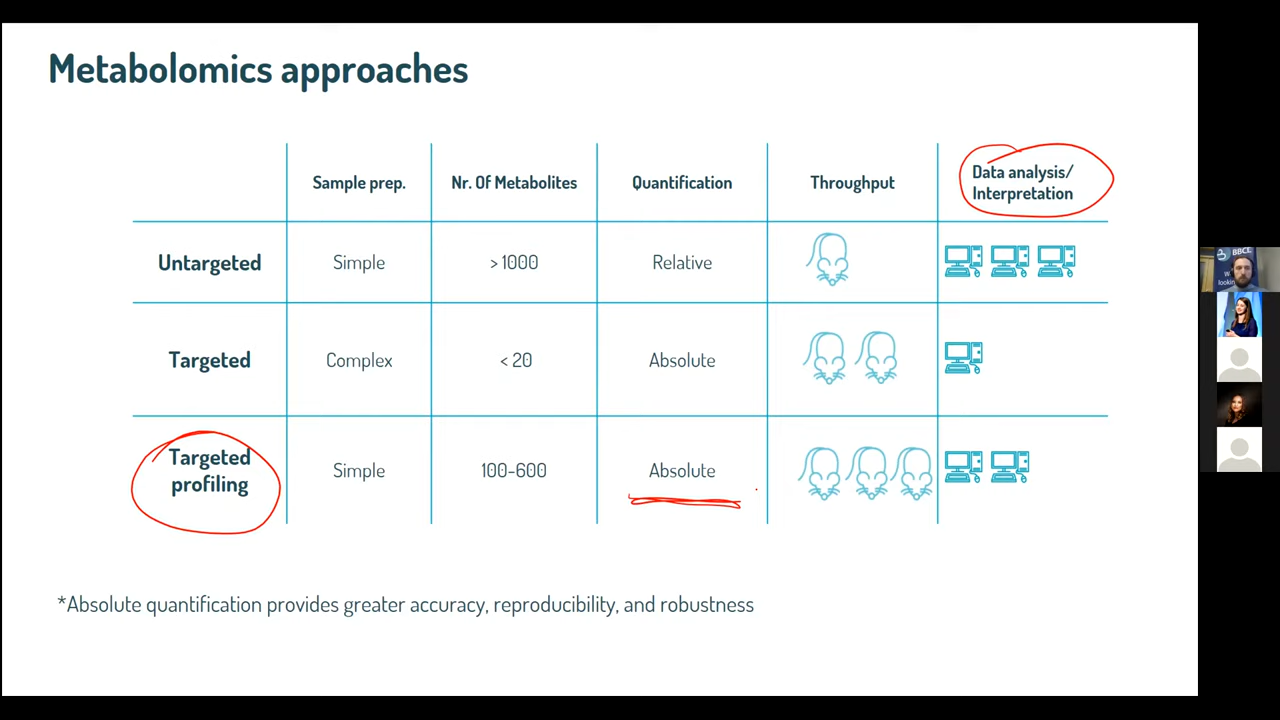 Metabolomics approaches
Sample prep.
Nr. Of Metabolites
Quantification
Throughput
Data analysis/
Interpretation
Untargeted
Simple
> 1000
Relative
Targeted
Complex
< 20
Absolute
Targeted
profiling
Simple
100-600
Absolute
*Absolute quantification provides greater accuracy, reproducibility, and robustness